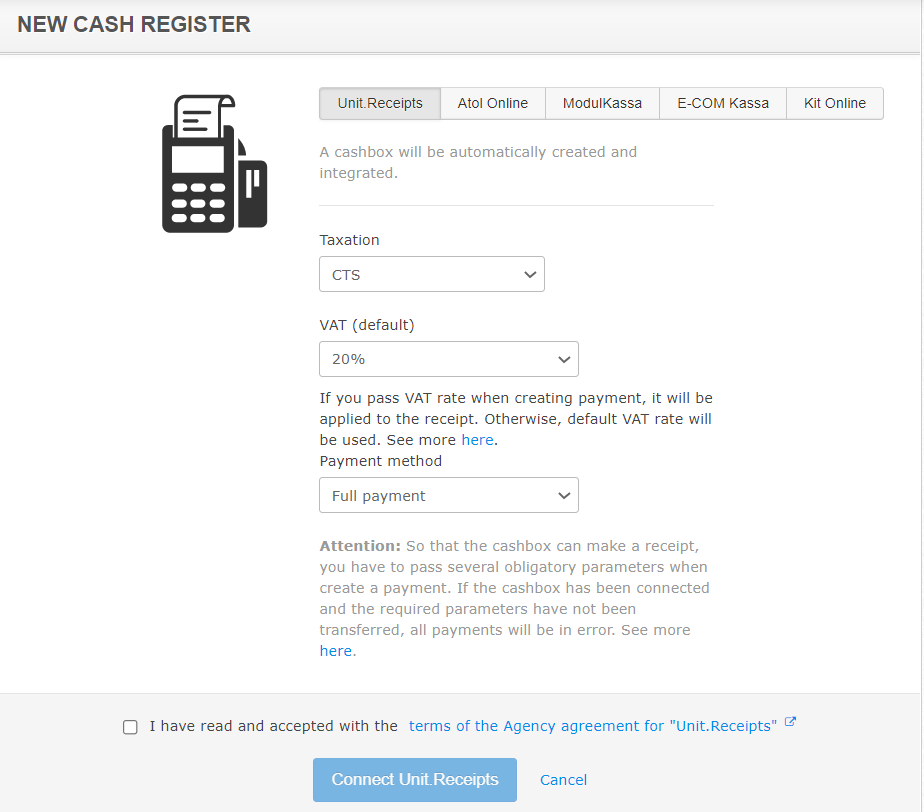 NEW CASH REGISTER
Unit.Receipts Atol Online ModulKassa E-COM Kassa Kit Online
A cashbox will be automatically created and
integrated.
Taxation
CTS
VAT (default)
20%
If you pass VAT rate when creating payment, it will be
applied to the receipt. Otherwise, default VAT rate will
be used. See more here.
Payment method
Full payment
Attention: So that the cashbox can make a receipt,
you have to pass several obligatory parameters when
create a payment. If the cashbox has been connected
and the required parameters have not been
transferred, all payments will be in error. See more
here.
I have read and accepted with the terms of the Agency agreement for "Unit.Receipts"
Connect Unit.Receipts Cancel